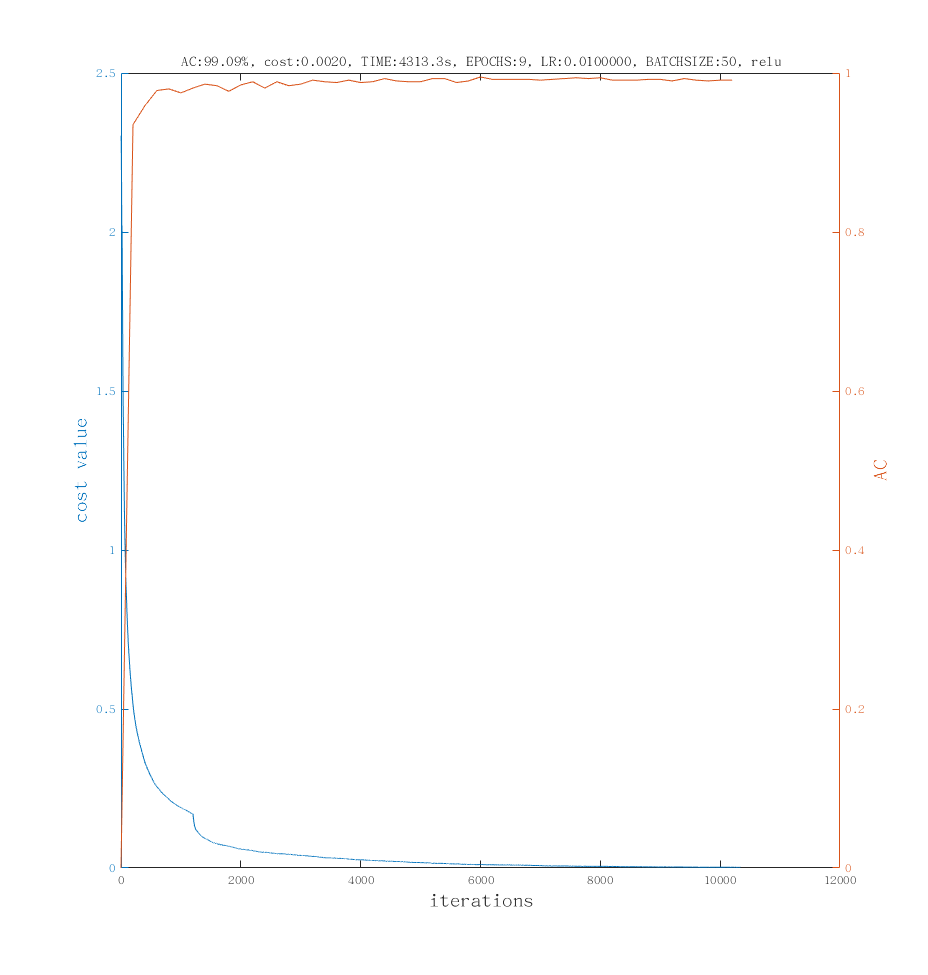 AC:99.09%, cost:0.0020, TIME:4313.3s, EPOCHS:9, LR:0.0100000, BATCHSIZE:50, relu
2.5
2
1.5
1
0.5
0
cost value
1
0.8
0.6
0.4
0.2
0
AC
0 2000 4000 6000 8000 10000 12000
iterations